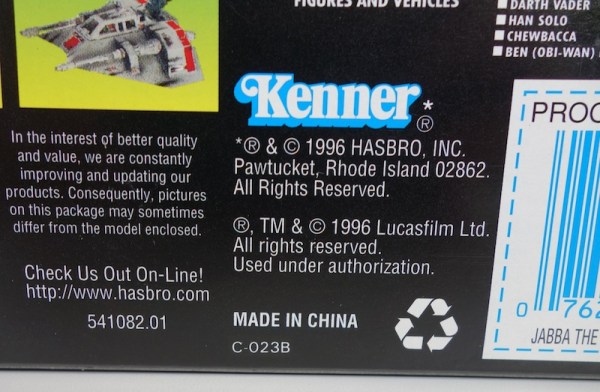 FIGURES AND VEHICLES
■ DARTH VADER
■ HAN SOLO
■ CHEWBACCA
■ BEN (OBI-WAN)
In the interest of better quality
and value, we are constantly
improving and updating our
products. Consequently, pictures
on this package may sometimes
differ from the model enclosed.
Check Us Out On-Line!
http://www.hasbro.com
541082.01
Kenner*®
*® & © 1996 HASBRO, INC.
Pawtucket, Rhode Island 02862.
All Rights Reserved.
®, TM & © 1996 Lucasfilm Ltd.
All rights reserved.
Used under authorization.
MADE IN CHINA
C-023B
PROO
0 762
JABBA THE